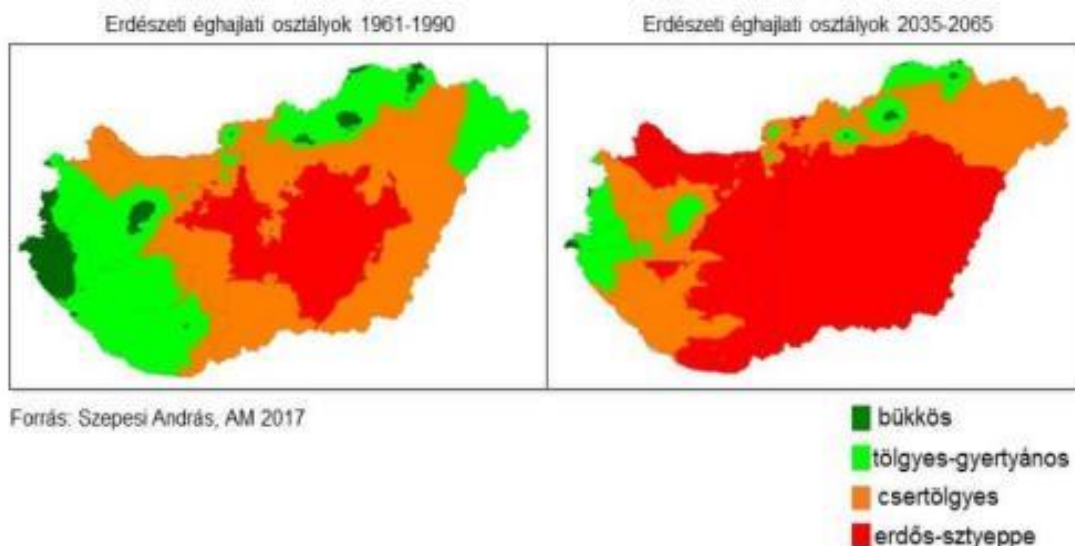 Erdészeti éghajlati osztályok 1961-1990
Erdészeti éghajlati osztályok 2035-2065
Forrás: Szepesi András, AM 2017
bükkös
tölgyes-gyertyános
csertölgyes
erdős-sztyeppe